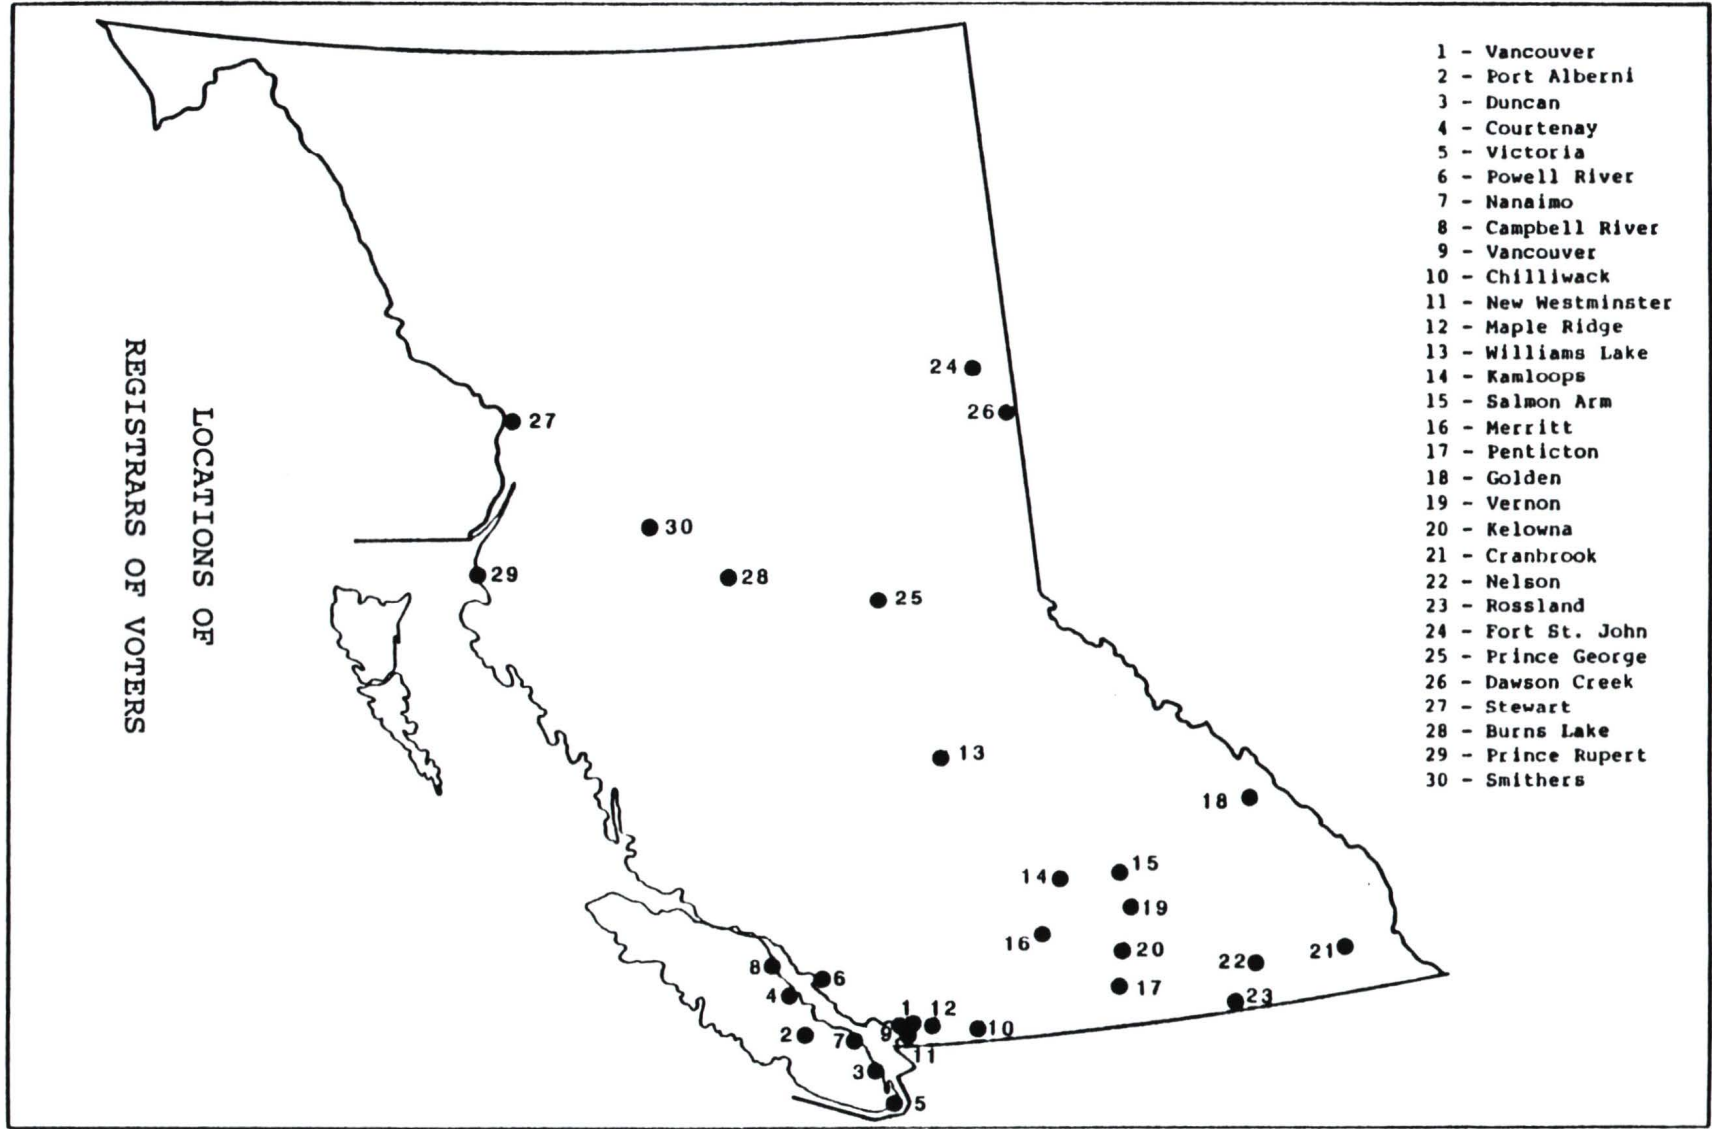 LOCATIONS OF
REGISTRARS OF VOTERS
1 - Vancouver
2 - Port Alberni
3 - Duncan
4 - Courtenay
5 - Victoria
6 - Powell River
7 - Nanaimo
8 - Campbell River
9 - Vancouver
10 - Chilliwack
11 - New Westminster
12 - Maple Ridge
13 - Williams Lake
14 - Kamloops
15 - Salmon Arm
16 - Merritt
17 - Penticton
18 - Golden
19 - Vernon
20 - Kelowna
21 - Cranbrook
22 - Nelson
23 - Rossland
24 - Fort St. John
25 - Prince George
26 - Dawson Creek
27 - Stewart
28 - Burns Lake
29 - Prince Rupert
30 - Smithers
24
26
27
30
28
29
25
13
18
15
14
19
16
20
21
22
8
6
17
4
23
1
12
9
10
2
7
11
3
5